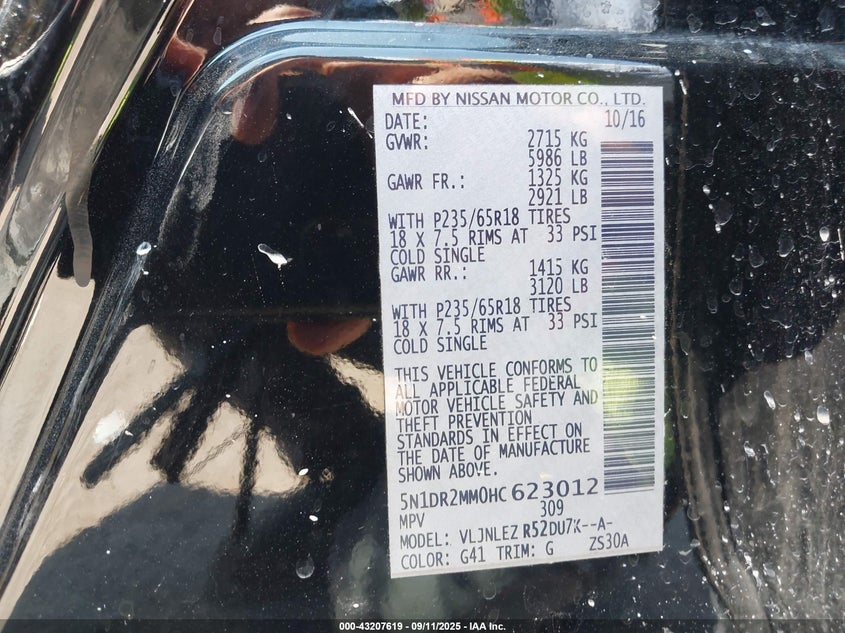 MFD BY NISSAN MOTOR CO., LTD.
DATE: 10/16
GVWR: 2715 KG
5986 LB
GAWR FR.: 1325 KG
2921 LB
WITH P235/65R18 TIRES
18 X 7.5 RIMS AT 33 PSI
COLD SINGLE
GAWR RR.: 1415 KG
3120 LB
WITH P235/65R18 TIRES
18 X 7.5 RIMS AT 33 PSI
COLD SINGLE
THIS VEHICLE CONFORMS TO
ALL APPLICABLE FEDERAL
MOTOR VEHICLE SAFETY AND
THEFT PREVENTION
STANDARDS IN EFFECT ON
THE DATE OF MANUFACTURE
SHOWN ABOVE.
5N1DR2MM0HC623012
309
MPV
MODEL: VLJNLEZ R52DU7K--A-
COLOR: G41 TRIM: G ZS30A
000-43207619 - 09/11/2025 - IAA Inc.